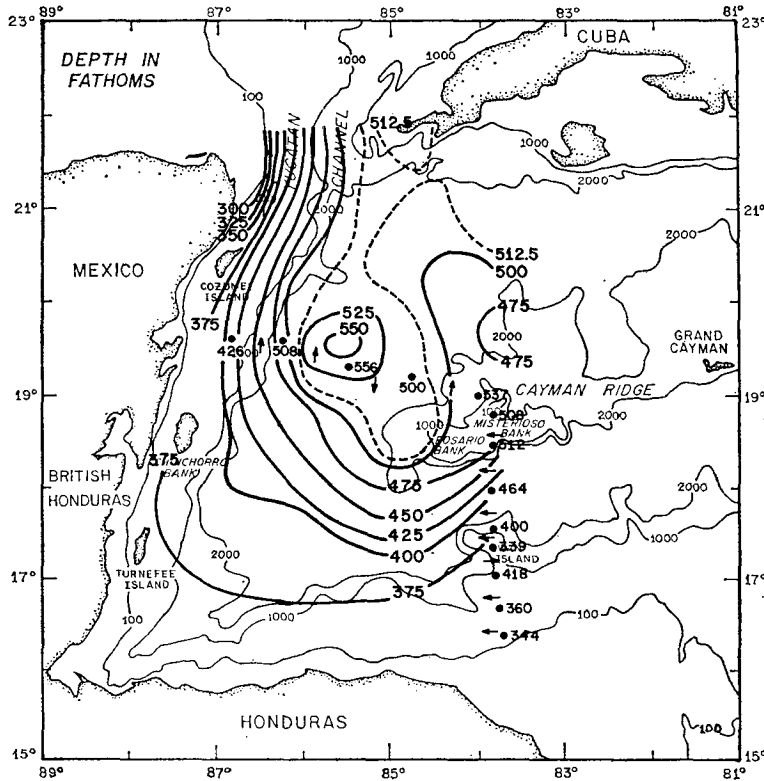 89° 87° 85° 83°
23° 23°
DEPTH IN
FATHOMS
CUBA
1000
1000
100
1000
512.5
YUCATAN
CHANNEL
1000
2000
21° 21°
2000
300
325
350
2000
MEXICO
COZUMEL
ISLAND
512.5
500
375
525
550
475
2000
475
426
508
556
500
GRAND
CAYMAN
19° 19°
537
CAYMAN RIDGE
508
MISTERIOSO
BANK
1000
ROSARIO
BANK
512
2000
375
CHINCHORRO
BANK
BRITISH
HONDURAS
475
464
450
425
400
400
2000
1000
339
ISLAND
418
2000
17° 17°
TURNEFEE
ISLAND
375
360
100
100
1000
344
HONDURAS
100
15° 15°
89° 87° 85° 83°